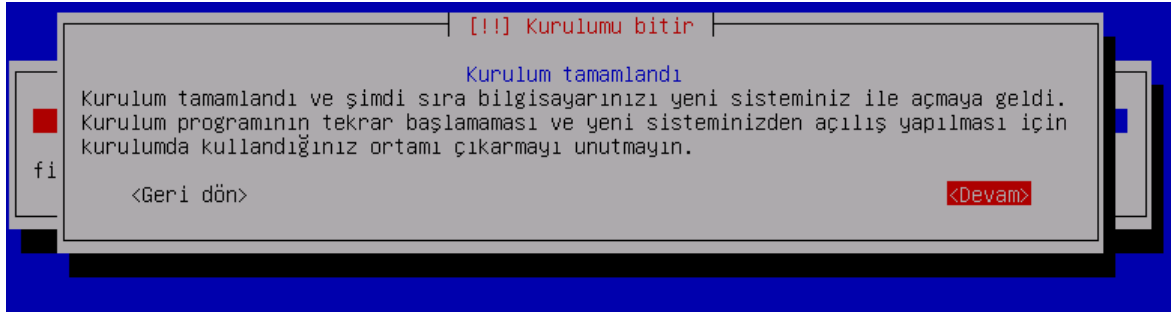 [!!] Kurulumu bitir
Kurulum tamamlandı
Kurulum tamamlandı ve şimdi sıra bilgisayarınızı yeni sisteminiz ile açmaya geldi.
Kurulum programının tekrar başlamaması ve yeni sisteminizden açılış yapılması için
kurulumda kullandığınız ortamı çıkarmayı unutmayın.
fi
<Geri dön> <Devam>